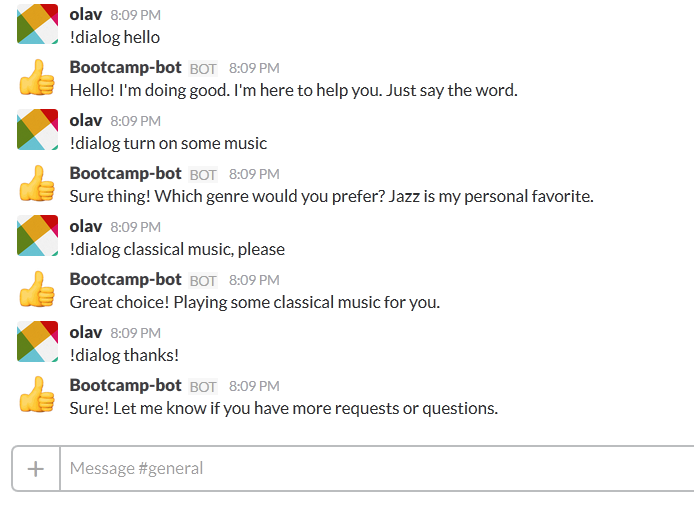 olav 8:09 PM
!dialog hello
Bootcamp-bot BOT 8:09 PM
Hello! I'm doing good. I'm here to help you. Just say the word.
olav 8:09 PM
!dialog turn on some music
Bootcamp-bot BOT 8:09 PM
Sure thing! Which genre would you prefer? Jazz is my personal favorite.
olav 8:09 PM
!dialog classical music, please
Bootcamp-bot BOT 8:09 PM
Great choice! Playing some classical music for you.
olav 8:09 PM
!dialog thanks!
Bootcamp-bot BOT 8:09 PM
Sure! Let me know if you have more requests or questions.
+ Message #general